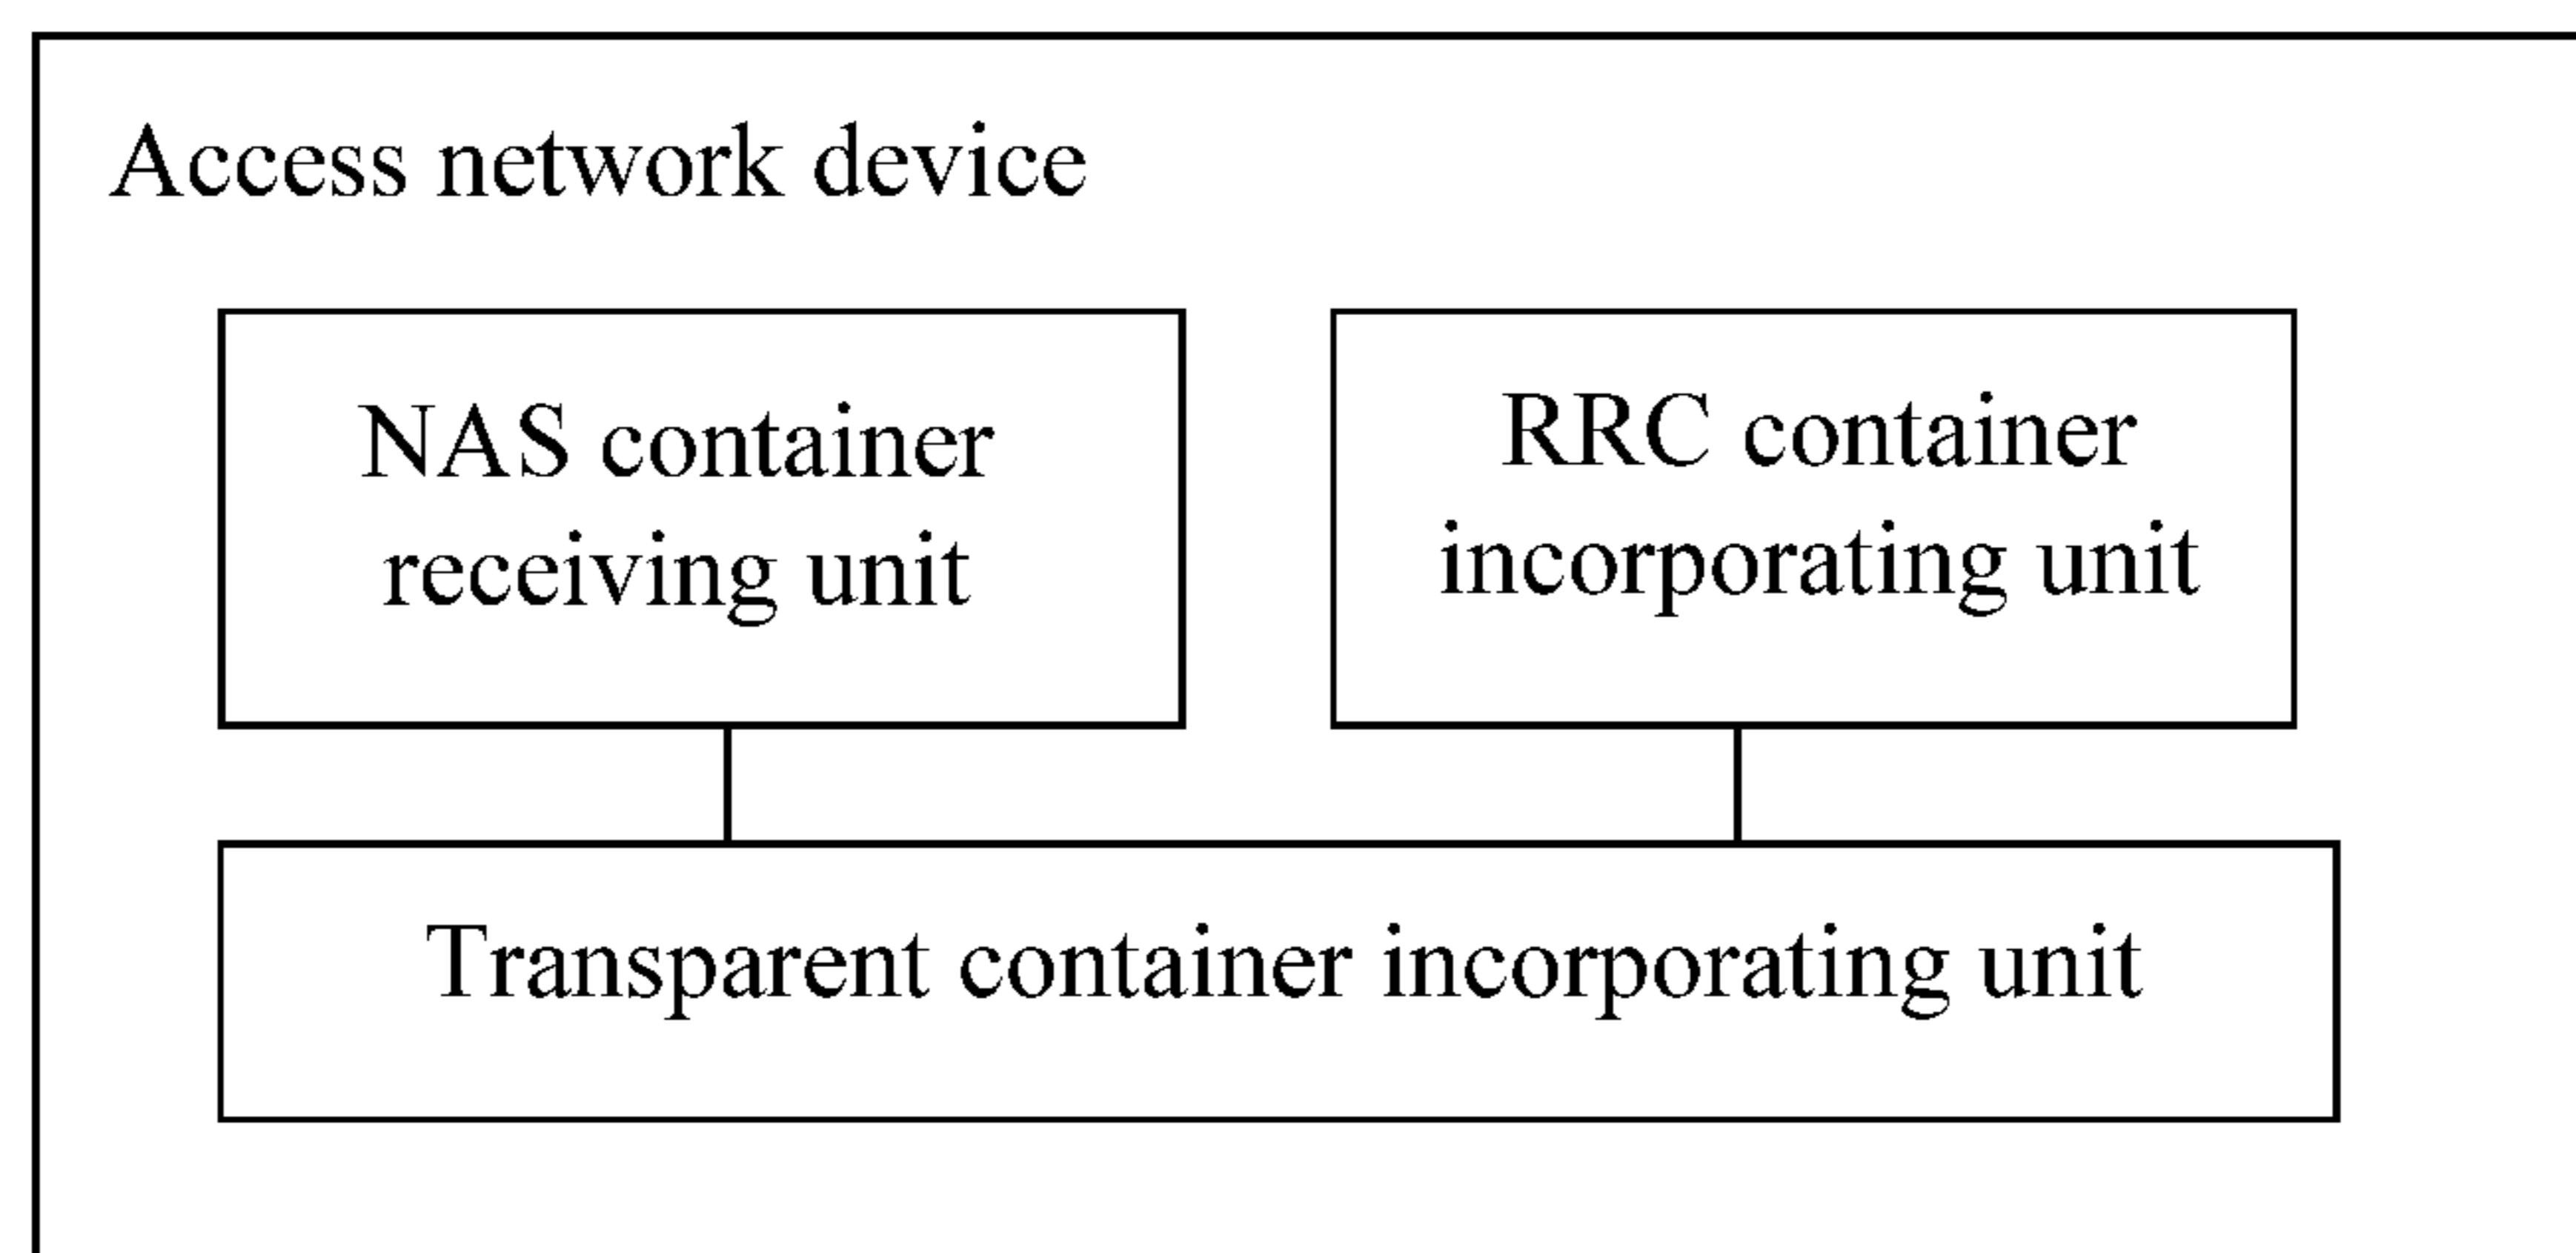 Access network device
NAS container
receiving unit
RRC container
incorporating unit
Transparent container incorporating unit